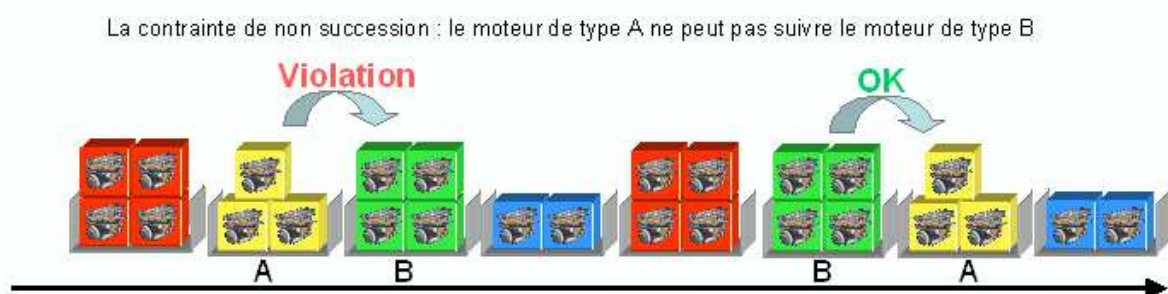 La contrainte de non succession : le moteur de type A ne peut pas suivre le moteur de type B
Violation
OK
A
B
B
A